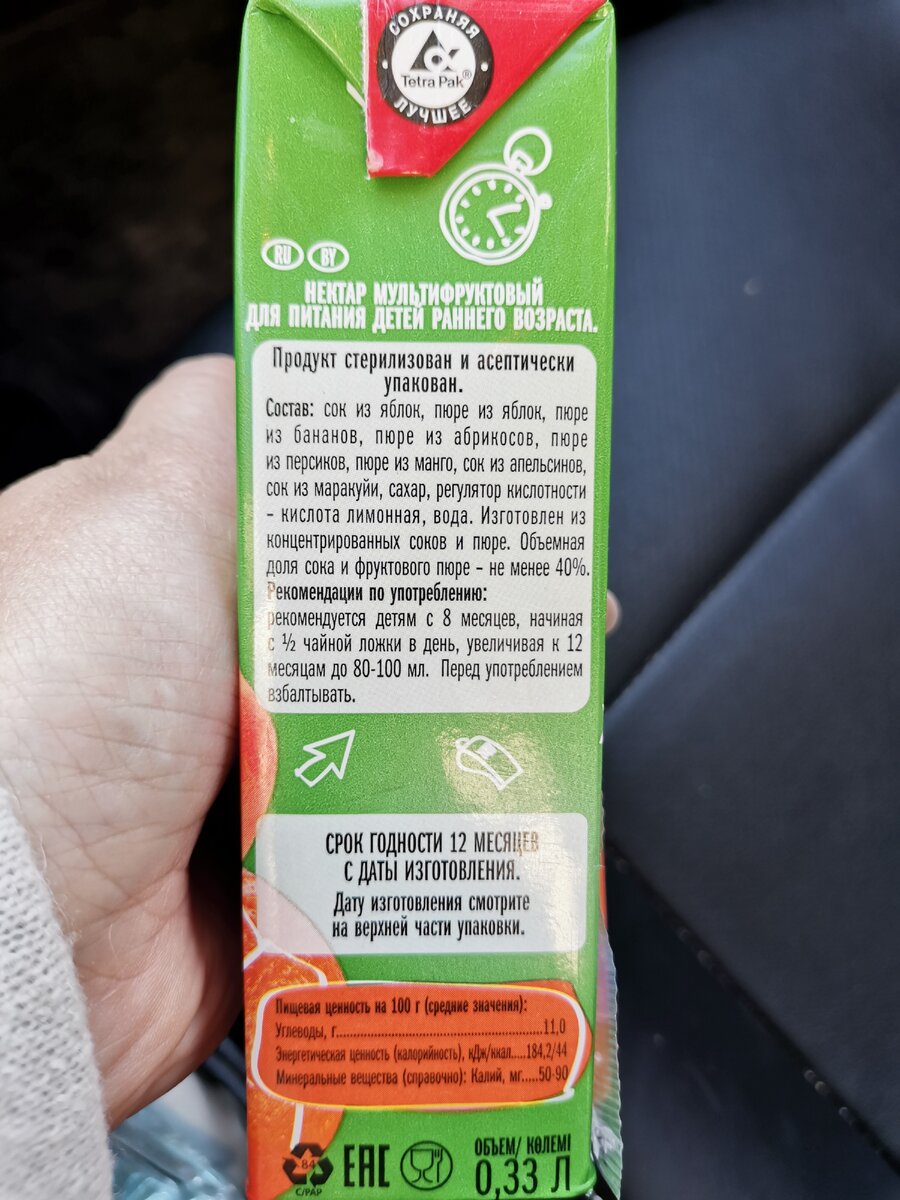 СОХРАНЯЯ
Tetra Pak®
ЛУЧШЕЕ
RU BY
НЕКТАР МУЛЬТИФРУКТОВЫЙ
ДЛЯ ПИТАНИЯ ДЕТЕЙ РАННЕГО ВОЗРАСТА.
Продукт стерилизован и асептически
упакован.
Состав: сок из яблок, пюре из яблок, пюре
из бананов, пюре из абрикосов, пюре
из персиков, пюре из манго, сок из апельсинов,
сок из маракуйи, сахар, регулятор кислотности
– кислота лимонная, вода. Изготовлен из
концентрированных соков и пюре. Объемная
доля сока и фруктового пюре – не менее 40%.
Рекомендации по употреблению:
рекомендуется детям с 8 месяцев, начиная
с ½ чайной ложки в день, увеличивая к 12
месяцам до 80-100 мл. Перед употреблением
взбалтывать.
СРОК ГОДНОСТИ 12 МЕСЯЦЕВ
С ДАТЫ ИЗГОТОВЛЕНИЯ.
Дату изготовления смотрите
на верхней части упаковки.
Пищевая ценность на 100 г (средние значения):
Углеводы, г.....11,0
Энергетическая ценность (калорийность), кДж/ккал.....184,2/44
Минеральные вещества (справочно): Калий, мг.....50-90
84
C/PAP
EAC
ОБЪЕМ/ КӨЛЕМІ
0,33 Л